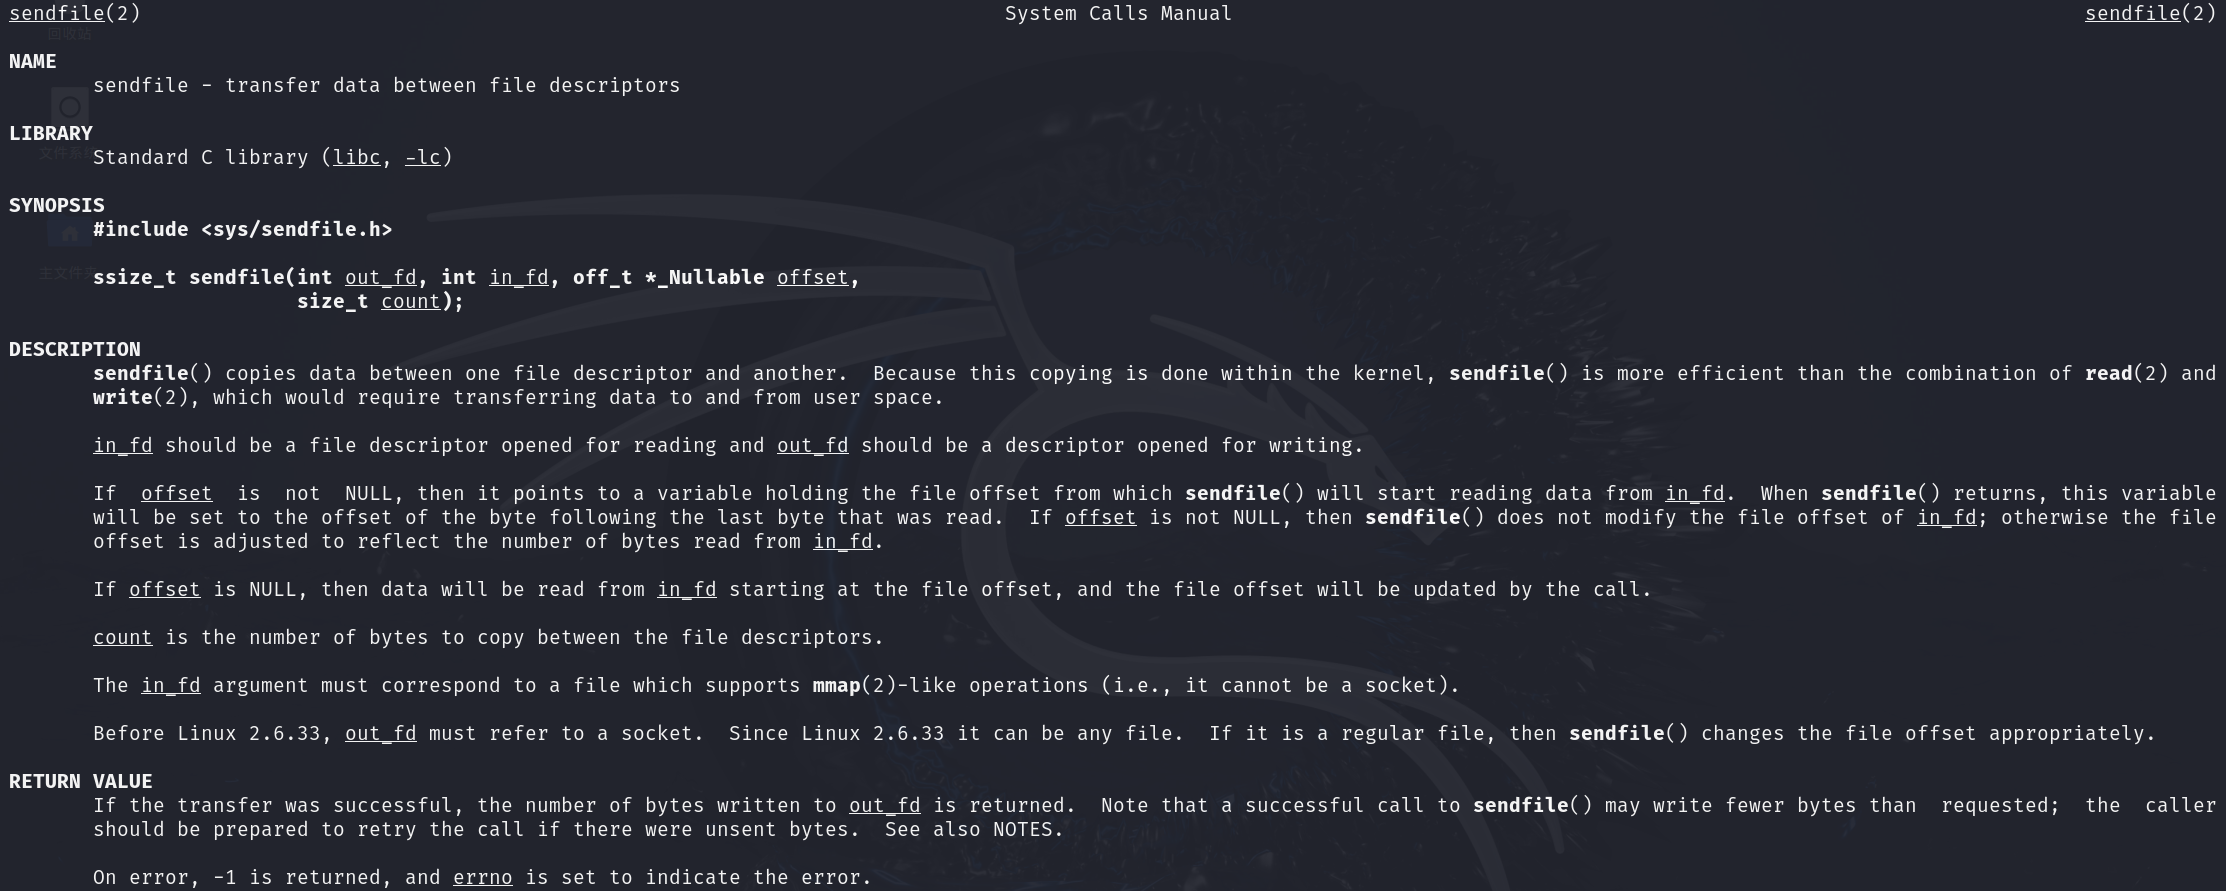 sendfile(2) System Calls Manual sendfile(2)
回收站
NAME
sendfile - transfer data between file descriptors
LIBRARY
文件系统
Standard C library (libc, -lc)
SYNOPSIS
#include <sys/sendfile.h>
主文件夹
ssize_t sendfile(int out_fd, int in_fd, off_t *_Nullable offset,
size_t count);
DESCRIPTION
sendfile() copies data between one file descriptor and another.  Because this copying is done within the kernel, sendfile() is more efficient than the combination of read(2) and
write(2), which would require transferring data to and from user space.
in_fd should be a file descriptor opened for reading and out_fd should be a descriptor opened for writing.
If  offset  is  not  NULL, then it points to a variable holding the file offset from which sendfile() will start reading data from in_fd.  When sendfile() returns, this variable
will be set to the offset of the byte following the last byte that was read.  If offset is not NULL, then sendfile() does not modify the file offset of in_fd; otherwise the file
offset is adjusted to reflect the number of bytes read from in_fd.
If offset is NULL, then data will be read from in_fd starting at the file offset, and the file offset will be updated by the call.
count is the number of bytes to copy between the file descriptors.
The in_fd argument must correspond to a file which supports mmap(2)-like operations (i.e., it cannot be a socket).
Before Linux 2.6.33, out_fd must refer to a socket.  Since Linux 2.6.33 it can be any file.  If it is a regular file, then sendfile() changes the file offset appropriately.
RETURN VALUE
If the transfer was successful, the number of bytes written to out_fd is returned.  Note that a successful call to sendfile() may write fewer bytes than  requested;  the  caller
should be prepared to retry the call if there were unsent bytes.  See also NOTES.
On error, -1 is returned, and errno is set to indicate the error.